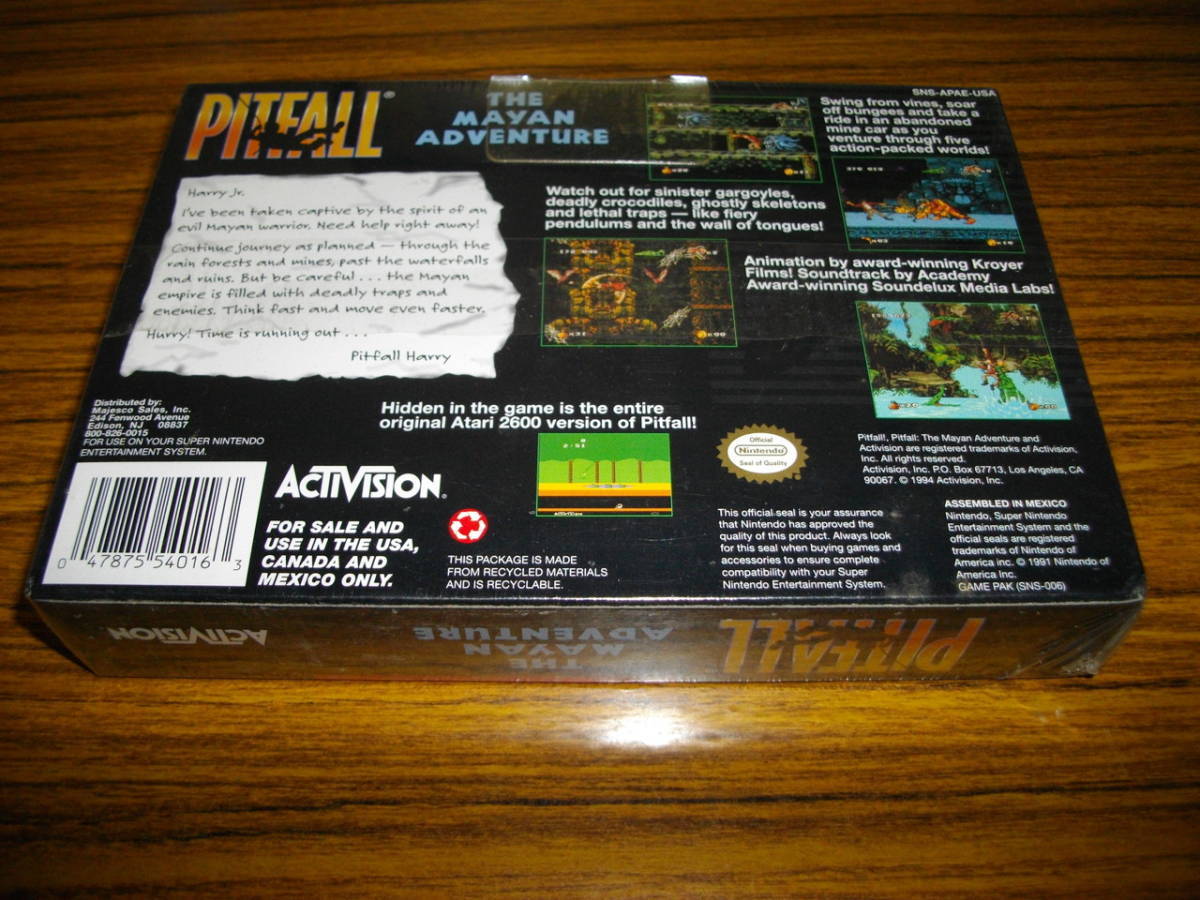 PITFALL®
THE
MAYAN
ADVENTURE
SNS-APAE-USA
Swing from vines, soar
off bungees and take a
ride in an abandoned
mine car as you
venture through five
action-packed worlds!
Harry Jr.
I've been taken captive by the spirit of an
evil Mayan warrior. Need help right away!
Continue journey as planned — through the
rain forests and mines, past the waterfalls
and ruins. But be careful . . . the Mayan
empire is filled with deadly traps and
enemies. Think fast and move even faster.
Hurry! Time is running out . . .
Pitfall Harry
Watch out for sinister gargoyles,
deadly crocodiles, ghostly skeletons
and lethal traps — like fiery
pendulums and the wall of tongues!
Animation by award-winning Kroyer
Films! Soundtrack by Academy
Award-winning Soundelux Media Labs!
Distributed by:
Majesco Sales, Inc.
244 Fenwood Avenue
Edison, NJ 08837
800-826-0015
FOR USE ON YOUR SUPER NINTENDO
ENTERTAINMENT SYSTEM.
Hidden in the game is the entire
original Atari 2600 version of Pitfall!
0 47875 54016 3
ACTIVISION®
FOR SALE AND
USE IN THE USA,
CANADA AND
MEXICO ONLY.
THIS PACKAGE IS MADE
FROM RECYCLED MATERIALS
AND IS RECYCLABLE.
Official
Nintendo
Seal of Quality
This official seal is your assurance
that Nintendo has approved the
quality of this product. Always look
for this seal when buying games and
accessories to ensure complete
compatibility with your Super
Nintendo Entertainment System.
Pitfall!, Pitfall: The Mayan Adventure and
Activision are registered trademarks of Activision,
Inc. All rights reserved.
Activision, Inc. P.O. Box 67713, Los Angeles, CA
90067. © 1994 Activision, Inc.
ASSEMBLED IN MEXICO
Nintendo, Super Nintendo
Entertainment System and the
official seals are registered
trademarks of Nintendo of
America inc. © 1991 Nintendo of
America Inc.
GAME PAK (SNS-006)
PITFALL
THE
MAYAN
ADVENTURE
ACTIVISION